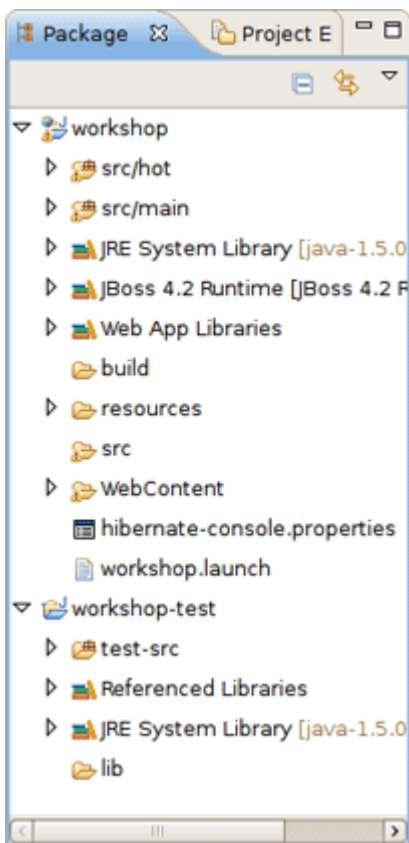 Package Project E
workshop
src/hot
src/main
JRE System Library [java-1.5.0
JBoss 4.2 Runtime [JBoss 4.2 R
Web App Libraries
build
resources
src
WebContent
hibernate-console.properties
workshop.launch
workshop-test
test-src
Referenced Libraries
JRE System Library [java-1.5.0
lib